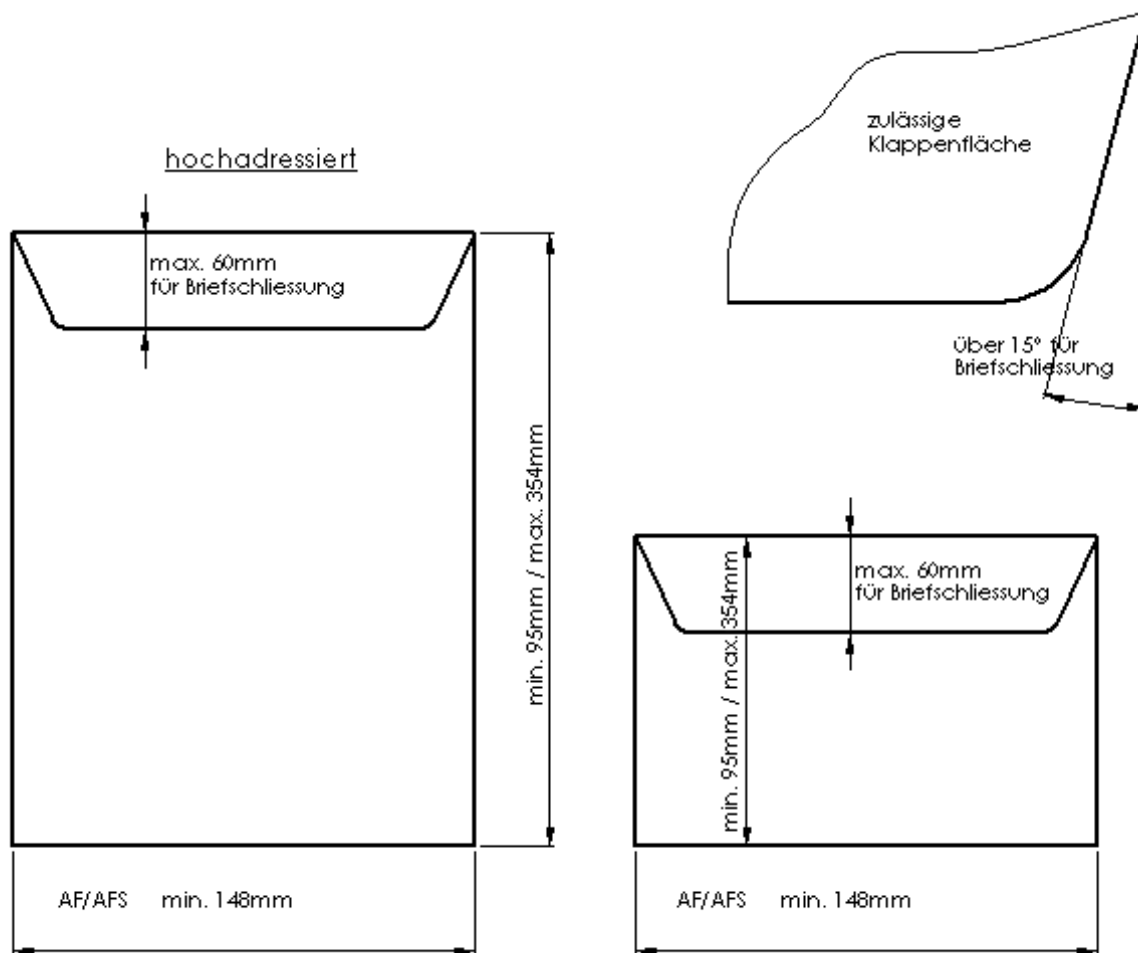 zulässige
Klappenfläche
hochadressiert
max. 60mm
für Briefschliessung
über 15° für
Briefschliessung
min. 95mm / max. 354mm
max. 60mm
für Briefschliessung
min. 95mm / max. 354mm
AF/AFS min. 148mm
AF/AFS min. 148mm